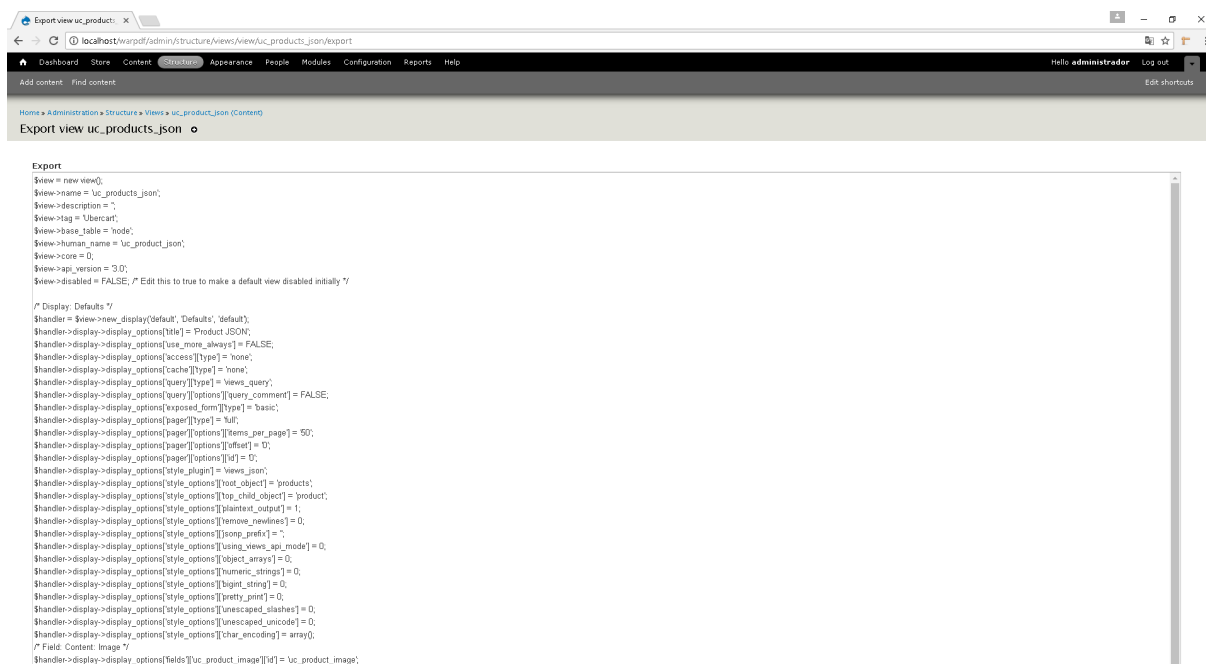 Export view uc_products
localhost/warpdf/admin/structure/views/view/uc_products_json/export
Dashboard Store Content Structure Appearance People Modules Configuration Reports Help Hello administrador Log out
Add content Find content Edit shortcuts
Home » Administration » Structure » Views » uc_product_json (Content)
Export view uc_products_json
Export
$view = new view();
$view->name = 'uc_products_json';
$view->description = '';
$view->tag = 'Ubercart';
$view->base_table = 'node';
$view->human_name = 'uc_product_json';
$view->core = 0;
$view->api_version = '3.0';
$view->disabled = FALSE; /* Edit this to true to make a default view disabled initially */
/* Display: Defaults */
$handler = $view->new_display('default', 'Defaults', 'default');
$handler->display->display_options['title'] = 'Product JSON';
$handler->display->display_options['use_more_always'] = FALSE;
$handler->display->display_options['access']['type'] = 'none';
$handler->display->display_options['cache']['type'] = 'none';
$handler->display->display_options['query']['type'] = 'views_query';
$handler->display->display_options['query']['options']['query_comment'] = FALSE;
$handler->display->display_options['exposed_form']['type'] = 'basic';
$handler->display->display_options['pager']['type'] = 'full';
$handler->display->display_options['pager']['options']['items_per_page'] = '50';
$handler->display->display_options['pager']['options']['offset'] = '0';
$handler->display->display_options['pager']['options']['id'] = '0';
$handler->display->display_options['style_plugin'] = 'views_json';
$handler->display->display_options['style_options']['root_object'] = 'products';
$handler->display->display_options['style_options']['top_child_object'] = 'product';
$handler->display->display_options['style_options']['plaintext_output'] = 1;
$handler->display->display_options['style_options']['remove_newlines'] = 0;
$handler->display->display_options['style_options']['jsonp_prefix'] = '';
$handler->display->display_options['style_options']['using_views_api_mode'] = 0;
$handler->display->display_options['style_options']['object_arrays'] = 0;
$handler->display->display_options['style_options']['numeric_strings'] = 0;
$handler->display->display_options['style_options']['bigint_string'] = 0;
$handler->display->display_options['style_options']['pretty_print'] = 0;
$handler->display->display_options['style_options']['unescaped_slashes'] = 0;
$handler->display->display_options['style_options']['unescaped_unicode'] = 0;
$handler->display->display_options['style_options']['char_encoding'] = array();
/* Field: Content: Image */
$handler->display->display_options['fields']['uc_product_image']['id'] = 'uc_product_image';